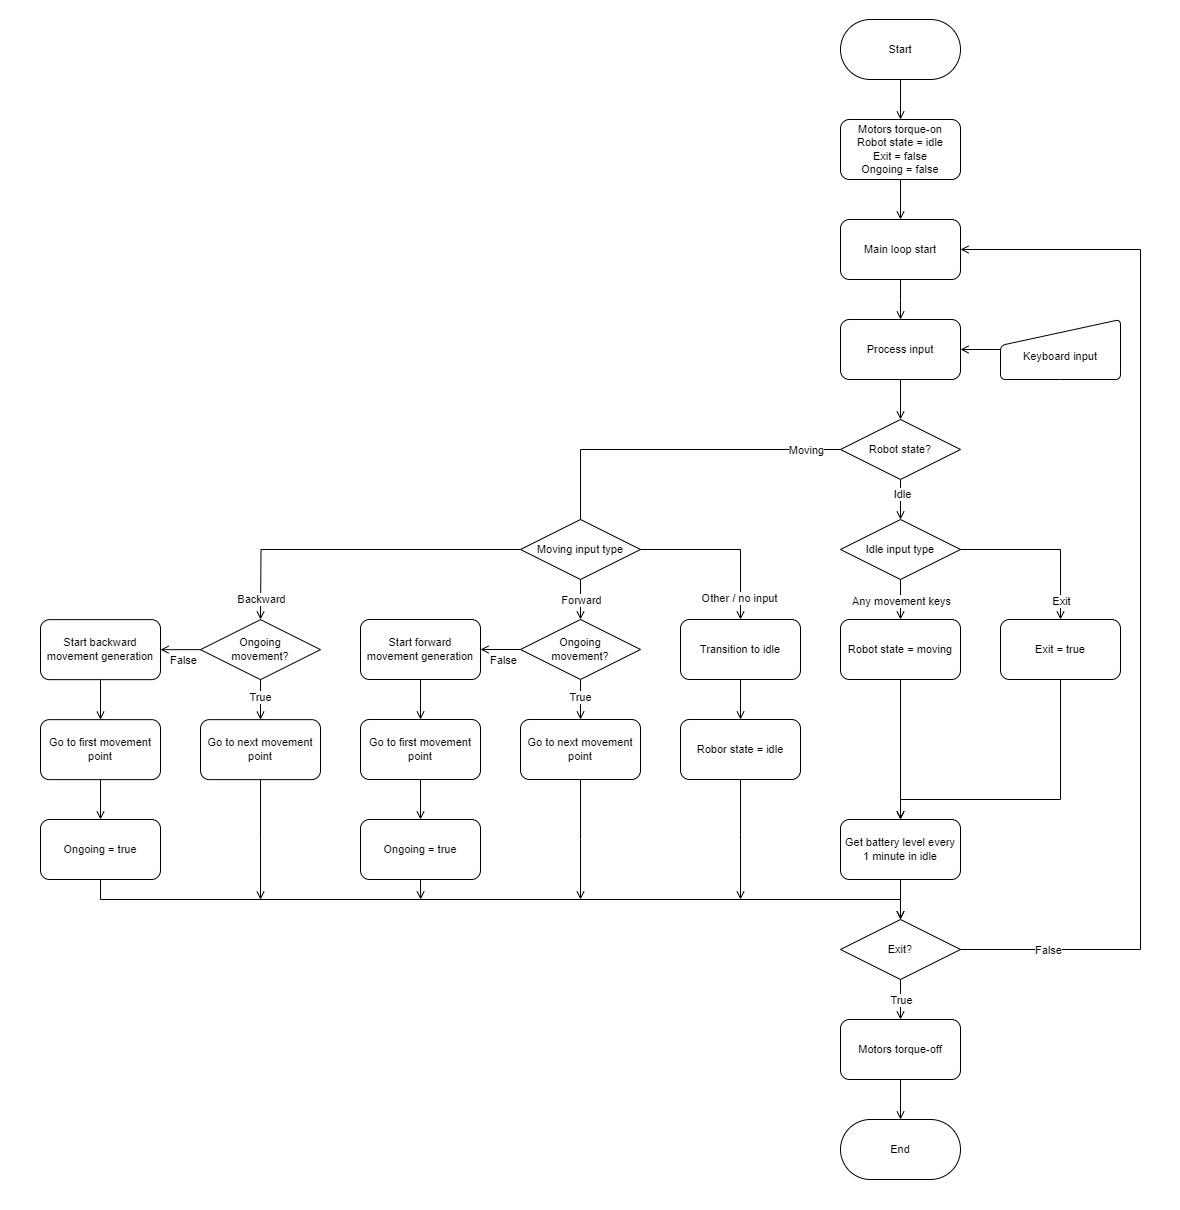 Start
Motors torque-on
Robot state = idle
Exit = false
Ongoing = false
Main loop start
Process input
Keyboard input
Robot state?
Moving
Idle
Moving input type
Idle input type
Backward
Forward
Other / no input
Any movement keys
Exit
Start backward
movement generation
False
Ongoing
movement?
Start forward
movement generation
False
Ongoing
movement?
Transition to idle
Robot state = moving
Exit = true
True
True
Go to first movement
point
Go to next movement
point
Go to first movement
point
Go to next movement
point
Robor state = idle
Ongoing = true
Ongoing = true
Get battery level every
1 minute in idle
Exit?
False
True
Motors torque-off
End